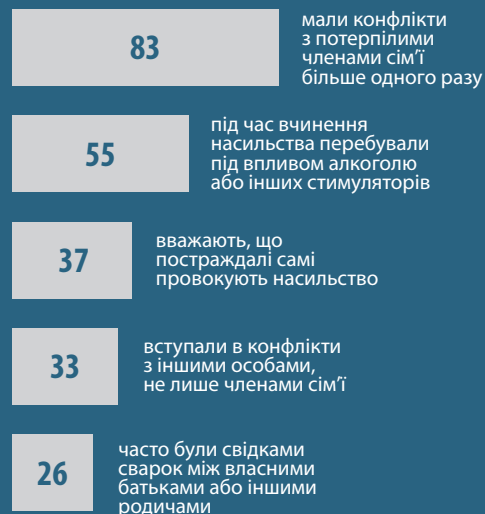 83
мали конфлікти
з потерпілими
членами сім’ї
більше одного разу
55
під час вчинення
насильства перебували
під впливом алкоголю
або інших стимуляторів
37
вважають, що
постраждалі самі
провокують насильство
33
вступали в конфлікти
з іншими особами,
не лише членами сім’ї
26
часто були свідками
сварок між власними
батьками або іншими
родичами